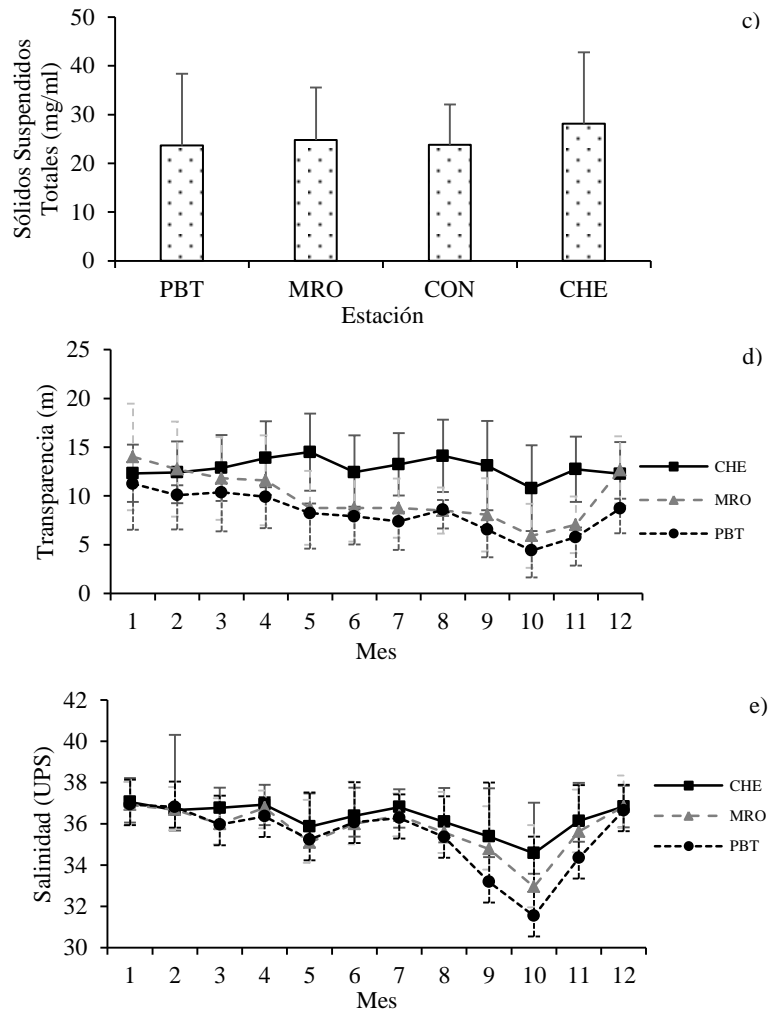 c)
Sólidos Suspendidos
Totales (mg/ml)
50
40
30
20
10
0
PBT MRO CON CHE
Estación
d)
Transparencia (m)
25
20
15
10
5
0
1 2 3 4 5 6 7 8 9 10 11 12
Mes
CHE
MRO
PBT
e)
Salinidad (UPS)
42
40
38
36
34
32
30
1 2 3 4 5 6 7 8 9 10 11 12
Mes
CHE
MRO
PBT